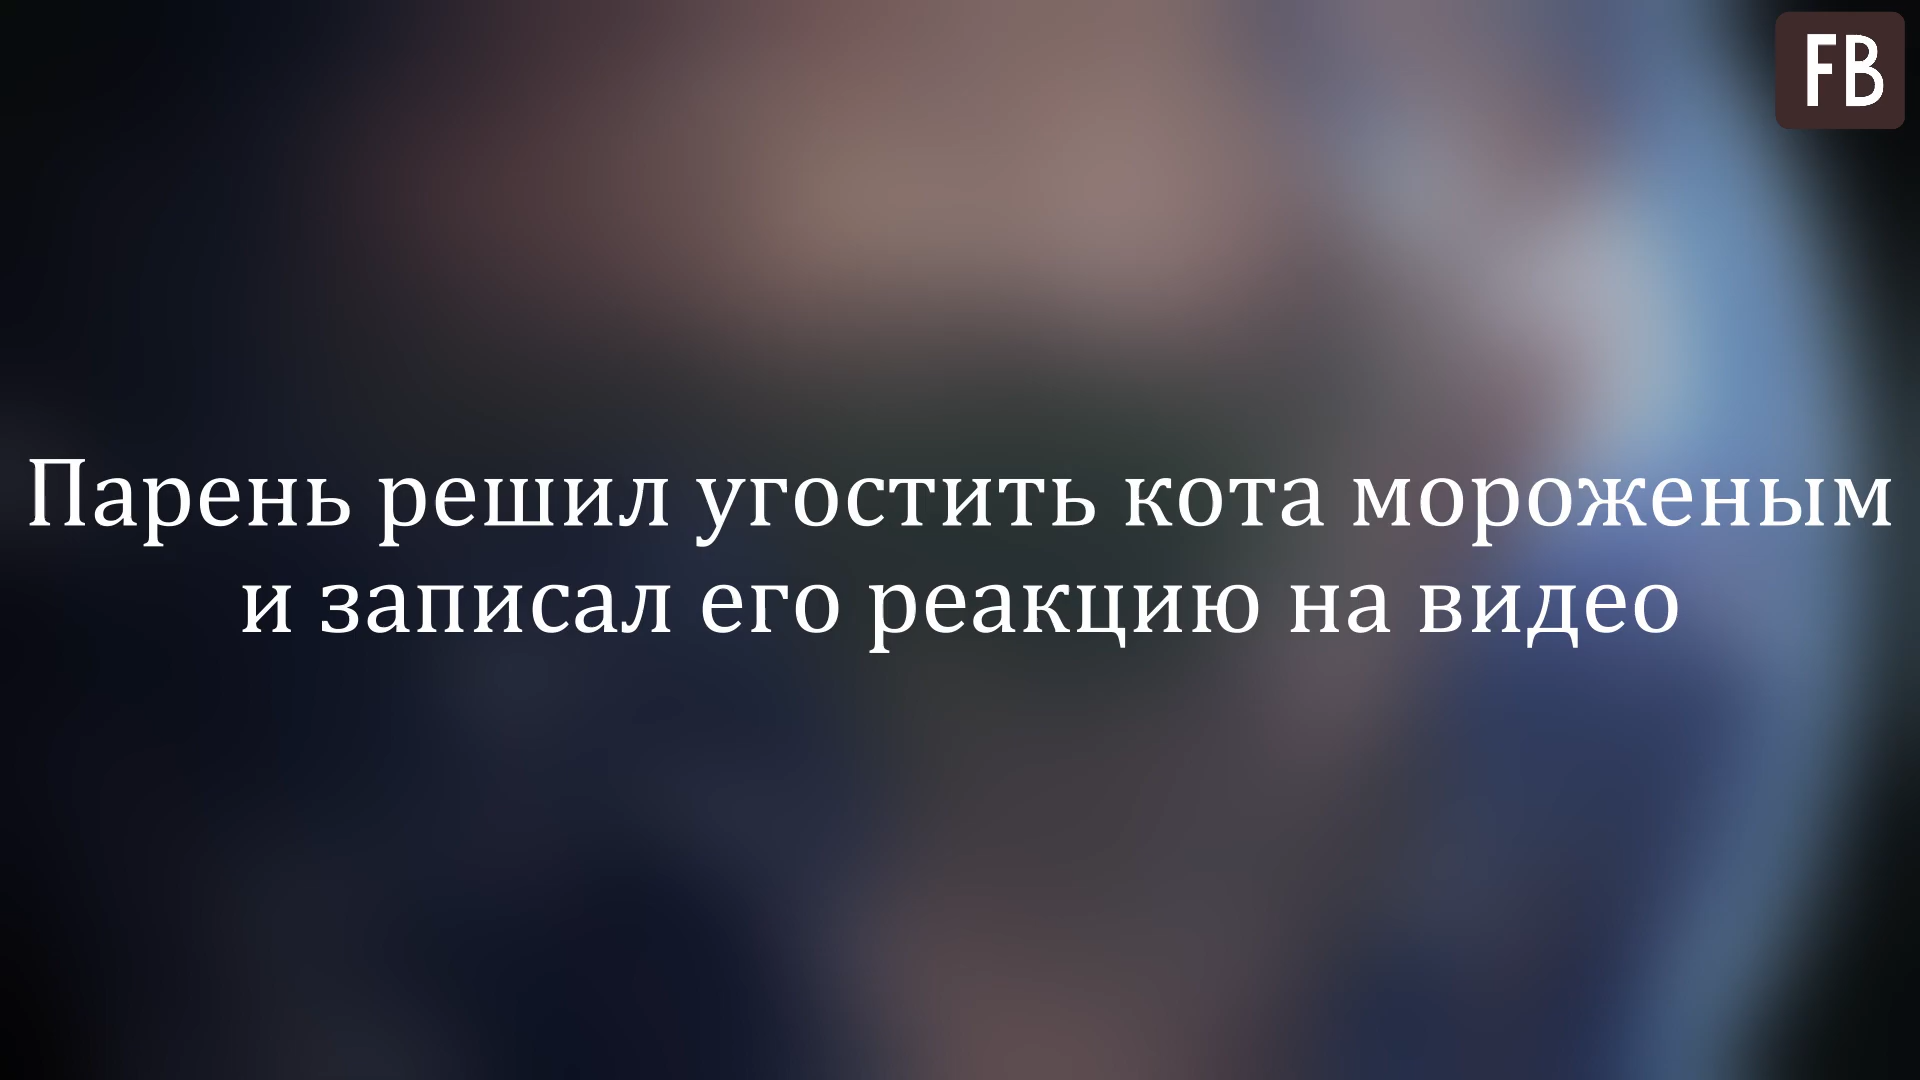 FB
Парень решил угостить кота мороженым
и записал его реакцию на видео